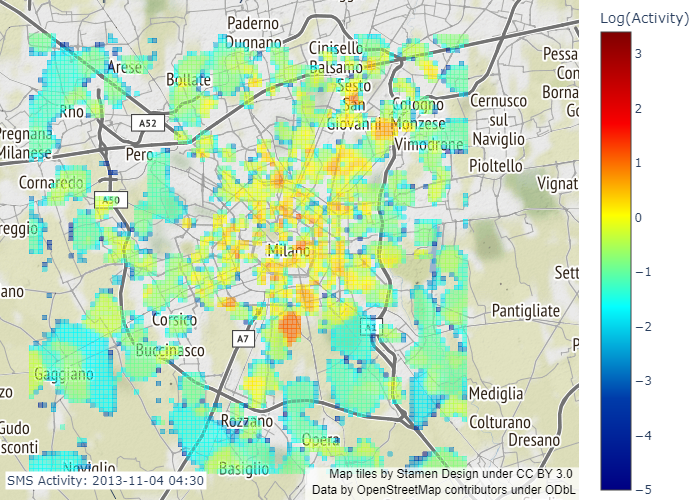 Log(Activity)
Paderno
Dugnano
Cinisello
Balsamo
Arese
Bollate
Sesto
San
Giovanni
Cologno
Monzese
Cernusco
sul
Naviglio
Pessa
Con
Borna
Go
Rho
A52
Vimodrone
Pioltello
Pregnana
Milanese
Pero
Cornaredo
A50
Vignat
reggio
Milano
Sett
ano
Corsico
Pantigliate
A7
A1
Buccinasco
P
Gaggiano
zo
Mediglia
Rozzano
Colturano
Dresano
Gudo
sconti
Opera
Noviglio
Basiglio
3
2
1
0
−1
−2
−3
−4
−5
SMS Activity: 2013-11-04 04:30
Map tiles by Stamen Design under CC BY 3.0
Data by OpenStreetMap contributors under ODbL